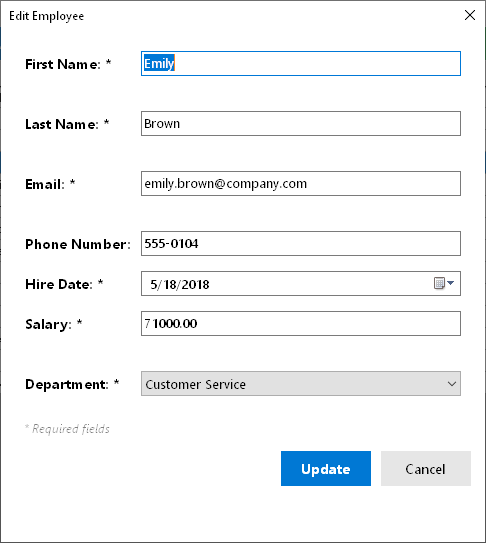 Edit Employee
First Name: * Emily
Last Name: * Brown
Email: * emily.brown@company.com
Phone Number: 555-0104
Hire Date: * 5/18/2018
Salary: * 71000.00
Department: * Customer Service
* Required fields
Update Cancel